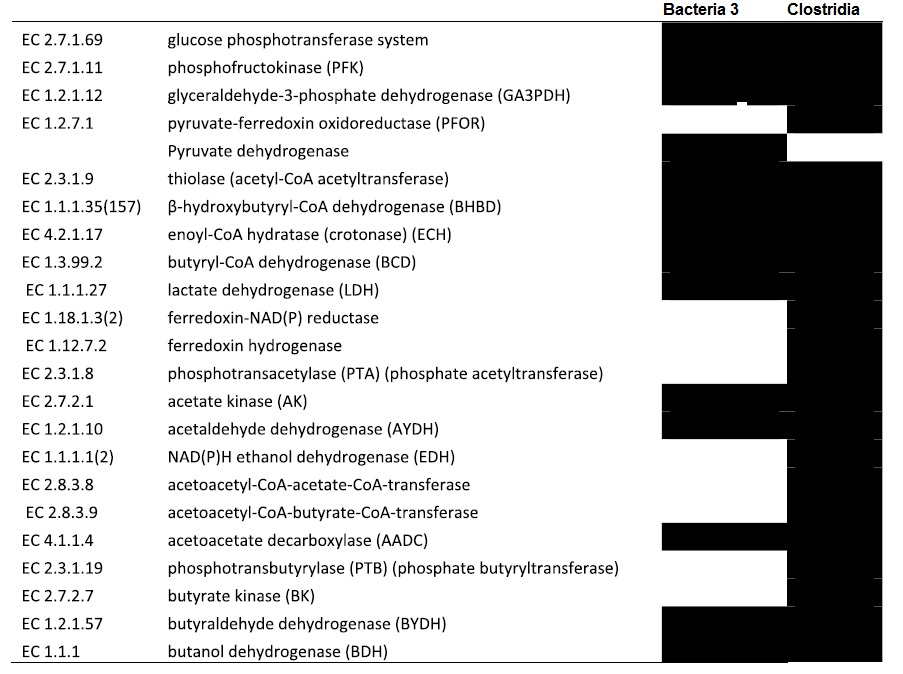 Bacteria 3 Clostridia
EC 2.7.1.69 glucose phosphotransferase system
EC 2.7.1.11 phosphofructokinase (PFK)
EC 1.2.1.12 glyceraldehyde-3-phosphate dehydrogenase (GA3PDH)
EC 1.2.7.1 pyruvate-ferredoxin oxidoreductase (PFOR)
Pyruvate dehydrogenase
EC 2.3.1.9 thiolase (acetyl-CoA acetyltransferase)
EC 1.1.1.35(157) β-hydroxybutyryl-CoA dehydrogenase (BHBD)
EC 4.2.1.17 enoyl-CoA hydratase (crotonase) (ECH)
EC 1.3.99.2 butyryl-CoA dehydrogenase (BCD)
EC 1.1.1.27 lactate dehydrogenase (LDH)
EC 1.18.1.3(2) ferredoxin-NAD(P) reductase
EC 1.12.7.2 ferredoxin hydrogenase
EC 2.3.1.8 phosphotransacetylase (PTA) (phosphate acetyltransferase)
EC 2.7.2.1 acetate kinase (AK)
EC 1.2.1.10 acetaldehyde dehydrogenase (AYDH)
EC 1.1.1.1(2) NAD(P)H ethanol dehydrogenase (EDH)
EC 2.8.3.8 acetoacetyl-CoA-acetate-CoA-transferase
EC 2.8.3.9 acetoacetyl-CoA-butyrate-CoA-transferase
EC 4.1.1.4 acetoacetate decarboxylase (AADC)
EC 2.3.1.19 phosphotransbutyrylase (PTB) (phosphate butyryltransferase)
EC 2.7.2.7 butyrate kinase (BK)
EC 1.2.1.57 butyraldehyde dehydrogenase (BYDH)
EC 1.1.1 butanol dehydrogenase (BDH)